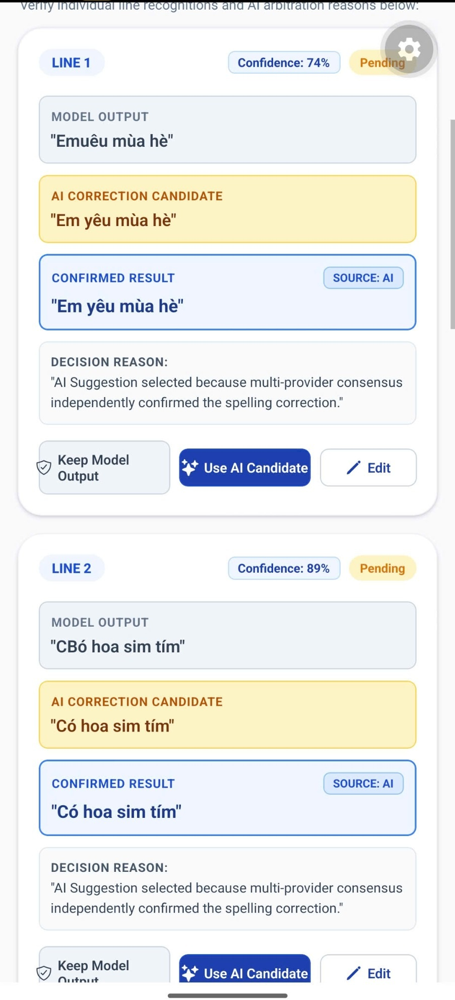 Verify individual line recognitions and AI arbitration reasons below:
LINE 1
Confidence: 74%
Pending
MODEL OUTPUT
"Emuêu mùa hè"
AI CORRECTION CANDIDATE
"Em yêu mùa hè"
CONFIRMED RESULT
SOURCE: AI
"Em yêu mùa hè"
DECISION REASON:
"AI Suggestion selected because multi-provider consensus
independently confirmed the spelling correction."
Keep Model
Output
Use AI Candidate
Edit
LINE 2
Confidence: 89%
Pending
MODEL OUTPUT
"CBó hoa sim tím"
AI CORRECTION CANDIDATE
"Có hoa sim tím"
CONFIRMED RESULT
SOURCE: AI
"Có hoa sim tím"
DECISION REASON:
"AI Suggestion selected because multi-provider consensus
independently confirmed the spelling correction."
Keep Model
Output
Use AI Candidate
Edit